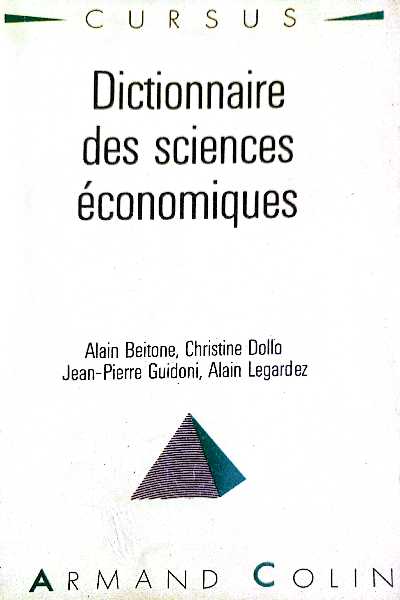 CURSUS
Dictionnaire
des sciences
économiques
Alain Beitone, Christine Dollo
Jean-Pierre Guidoni, Alain Legardez
ARMAND COLIN